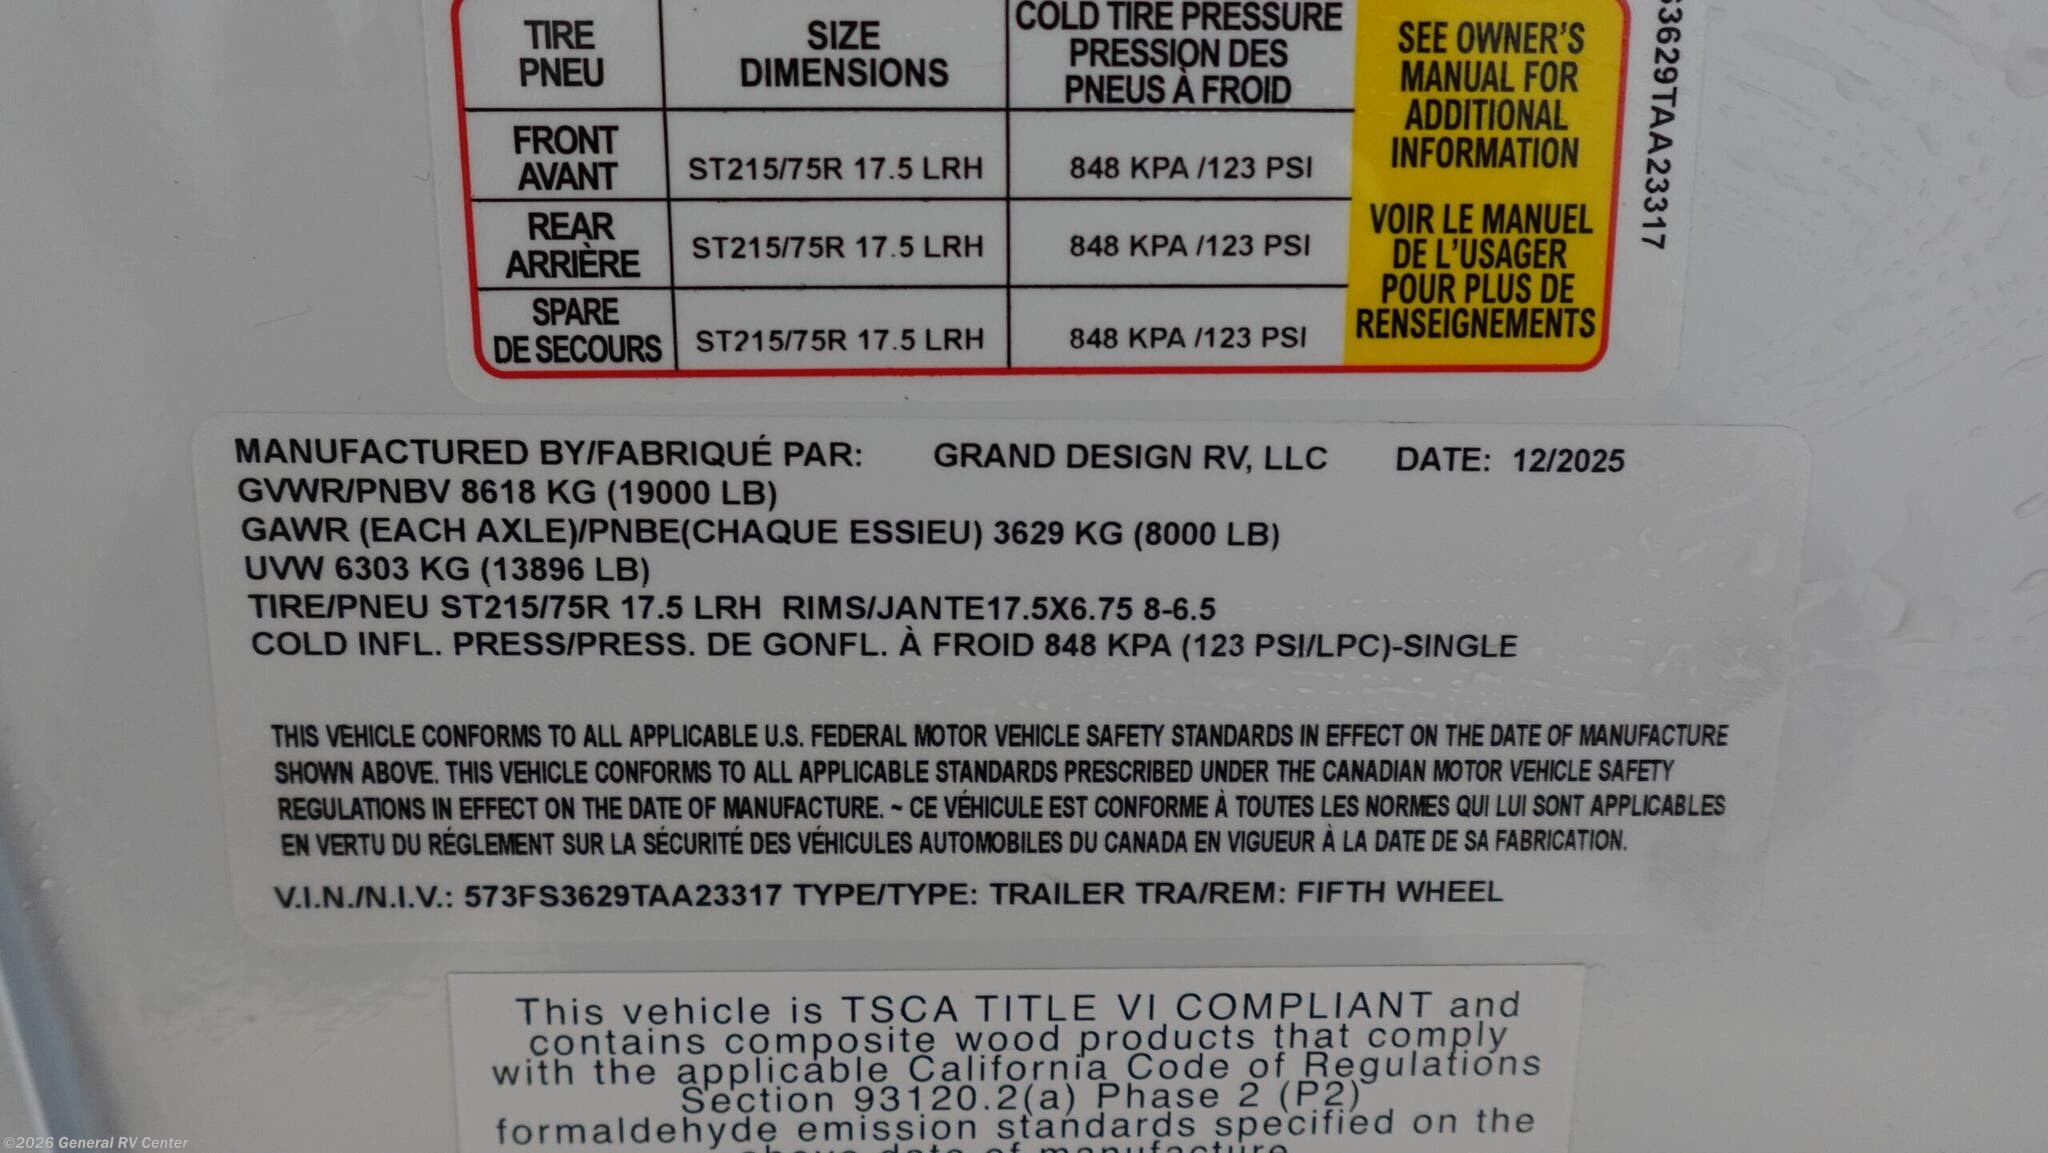 TIRE
PNEU
SIZE
DIMENSIONS
COLD TIRE PRESSURE
PRESSION DES
PNEUS À FROID
SEE OWNER'S
MANUAL FOR
ADDITIONAL
INFORMATION
VOIR LE MANUEL
DE L'USAGER
POUR PLUS DE
RENSEIGNEMENTS
FRONT
AVANT
ST215/75R 17.5 LRH
848 KPA /123 PSI
REAR
ARRIÈRE
ST215/75R 17.5 LRH
848 KPA /123 PSI
SPARE
DE SECOURS
ST215/75R 17.5 LRH
848 KPA /123 PSI
3629TAA23317
MANUFACTURED BY/FABRIQUÉ PAR: GRAND DESIGN RV, LLC DATE: 12/2025
GVWR/PNBV 8618 KG (19000 LB)
GAWR (EACH AXLE)/PNBE(CHAQUE ESSIEU) 3629 KG (8000 LB)
UVW 6303 KG (13896 LB)
TIRE/PNEU ST215/75R 17.5 LRH RIMS/JANTE17.5X6.75 8-6.5
COLD INFL. PRESS/PRESS. DE GONFL. À FROID 848 KPA (123 PSI/LPC)-SINGLE
THIS VEHICLE CONFORMS TO ALL APPLICABLE U.S. FEDERAL MOTOR VEHICLE SAFETY STANDARDS IN EFFECT ON THE DATE OF MANUFACTURE
SHOWN ABOVE. THIS VEHICLE CONFORMS TO ALL APPLICABLE STANDARDS PRESCRIBED UNDER THE CANADIAN MOTOR VEHICLE SAFETY
REGULATIONS IN EFFECT ON THE DATE OF MANUFACTURE. ~ CE VÉHICULE EST CONFORME À TOUTES LES NORMES QUI LUI SONT APPLICABLES
EN VERTU DU RÉGLEMENT SUR LA SÉCURITÉ DES VÉHICULES AUTOMOBILES DU CANADA EN VIGUEUR À LA DATE DE SA FABRICATION.
V.I.N./N.I.V.: 573FS3629TAA23317 TYPE/TYPE: TRAILER TRA/REM: FIFTH WHEEL
This vehicle is TSCA TITLE VI COMPLIANT and
contains composite wood products that comply
with the applicable California Code of Regulations
Section 93120.2(a) Phase 2 (P2)
formaldehyde emission standards specified on the
above date of manufacture
©2026 General RV Center